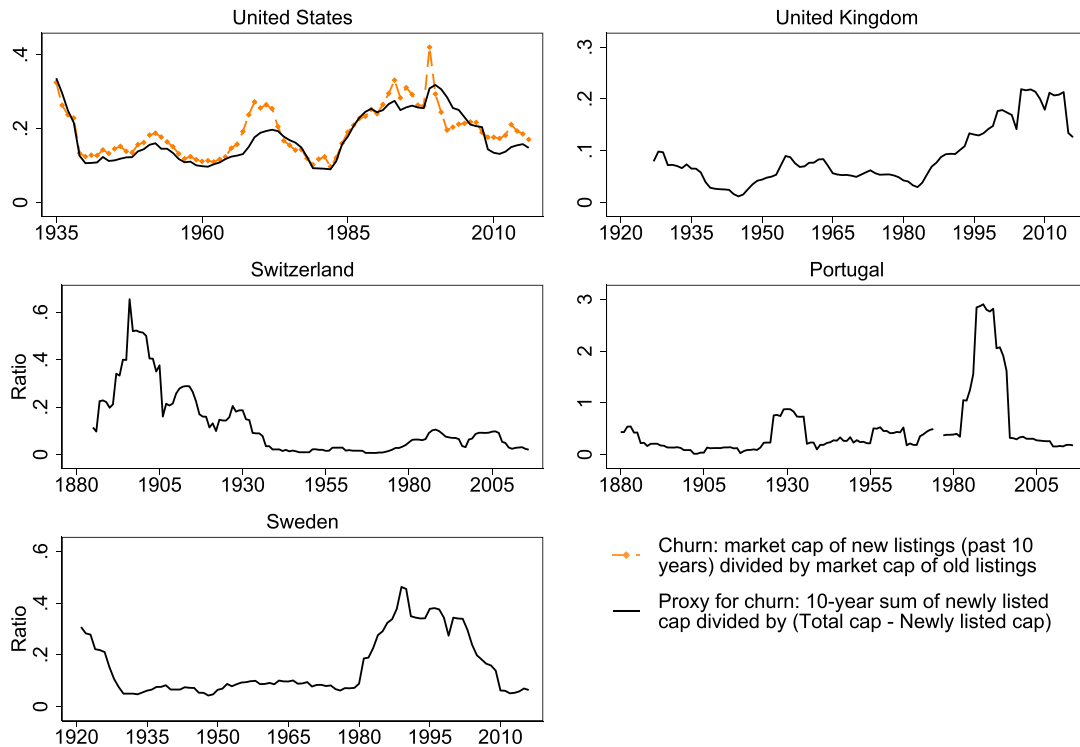 United States
.4
.2
0
1935 1960 1985 2010
United Kingdom
.3
.2
.1
0
1920 1935 1950 1965 1980 1995 2010
Switzerland
Ratio
.6
.4
.2
0
1880 1905 1930 1955 1980 2005
Portugal
3
2
1
0
1880 1905 1930 1955 1980 2005
Sweden
Ratio
.6
.4
.2
0
1920 1935 1950 1965 1980 1995 2010
Churn: market cap of new listings (past 10
years) divided by market cap of old listings
Proxy for churn: 10-year sum of newly listed
cap divided by (Total cap - Newly listed cap)